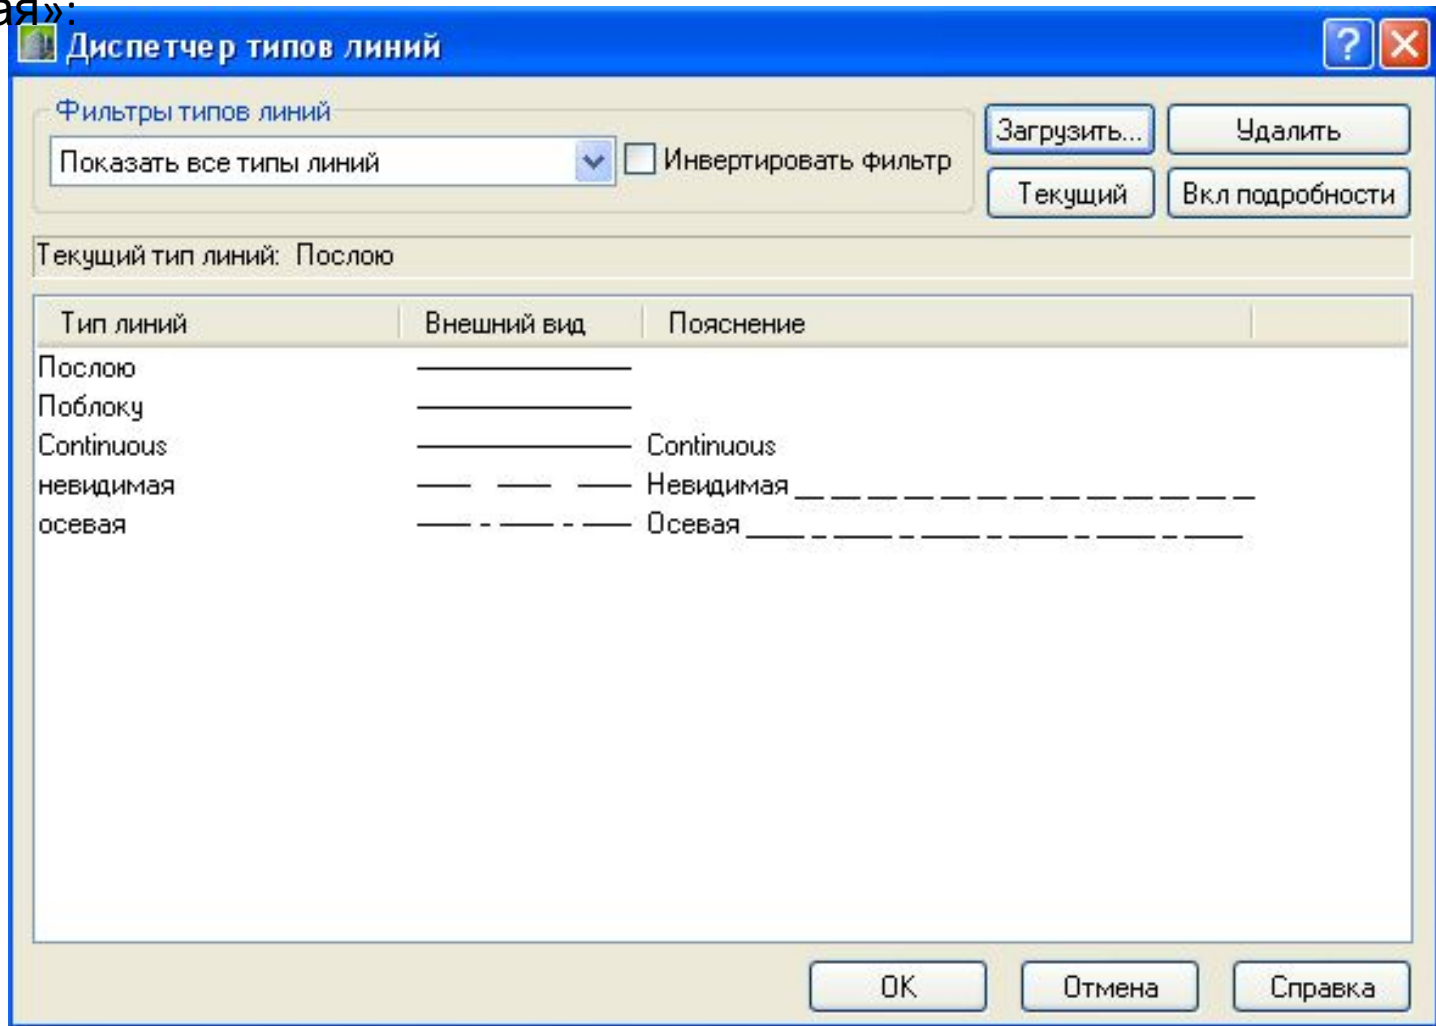 ая»:
Диспетчер типов линий
Фильтры типов линий
Показать все типы линий
Инвертировать фильтр
Загрузить...
Удалить
Текущий
Вкл подробности
Текущий тип линий: Послою
Тип линий Внешний вид Пояснение
Послою
Поблоку
Continuous Continuous
невидимая Невидимая
осевая Осевая
OK Отмена Справка